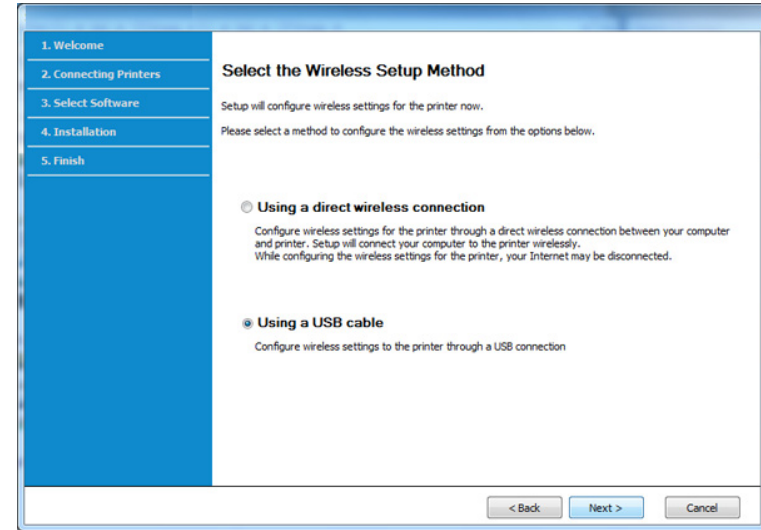 1. Welcome
2. Connecting Printers
3. Select Software
4. Installation
5. Finish
Select the Wireless Setup Method
Setup will configure wireless settings for the printer now.
Please select a method to configure the wireless settings from the options below.
Using a direct wireless connection
Configure wireless settings for the printer through a direct wireless connection between your computer
and printer. Setup will connect your computer to the printer wirelessly.
While configuring the wireless settings for the printer, your Internet may be disconnected.
Using a USB cable
Configure wireless settings to the printer through a USB connection
< Back Next > Cancel